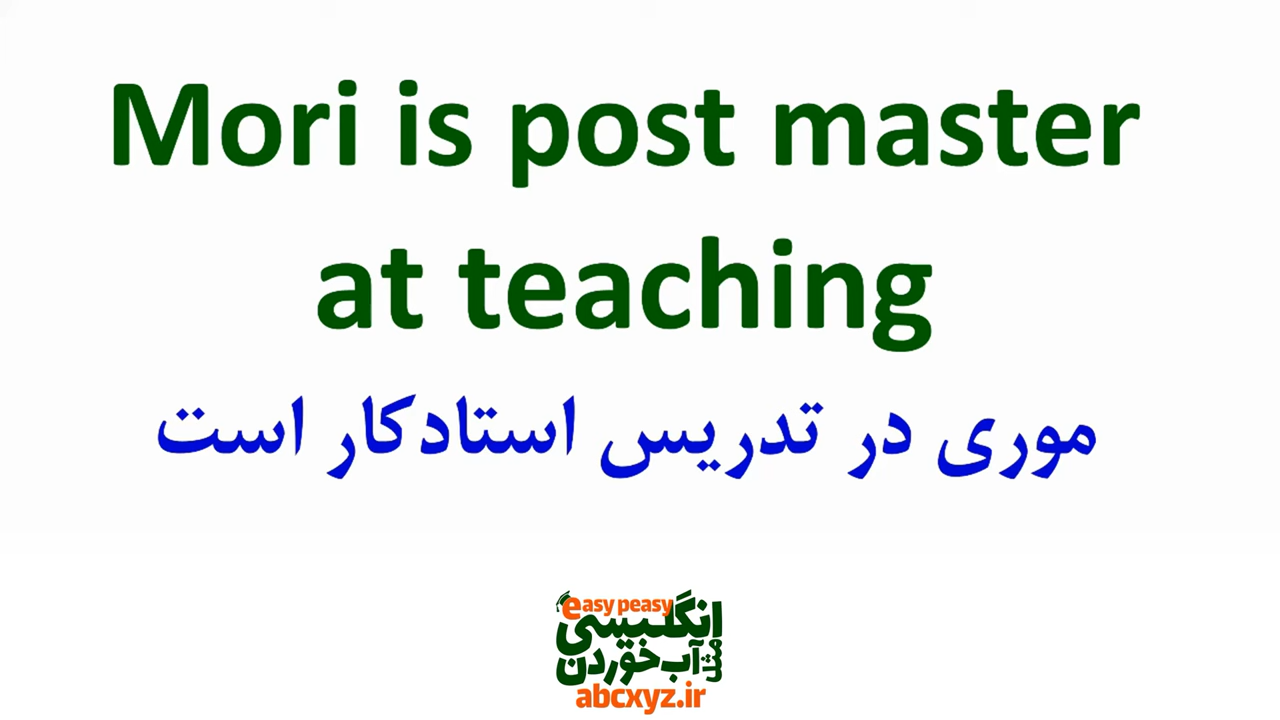 Mori is post master
at teaching
موری در تدریس استادکار است
easy peasy
انگلیسی
مثل آب خوردن
abcxyz.ir